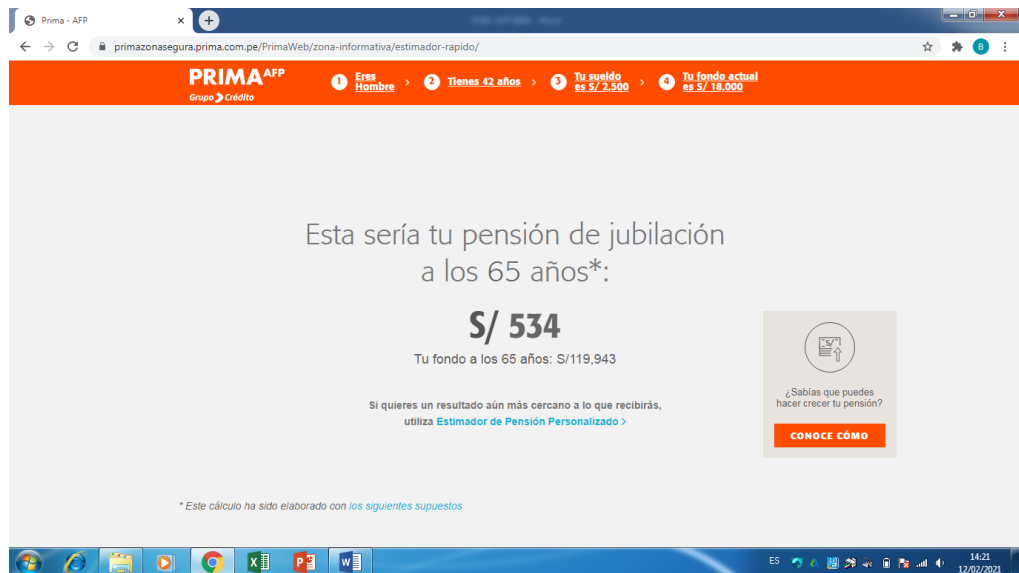 Prima - AFP
primazonasegura.prima.com.pe/PrimaWeb/zona-informativa/estimador-rapido/
B
PRIMA AFP
Grupo Crédito
1 Eres Hombre > 2 Tienes 42 años > 3 Tu sueldo es S/ 2,500 > 4 Tu fondo actual es S/ 18,000
Esta sería tu pensión de jubilación
a los 65 años*:
S/ 534
Tu fondo a los 65 años: S/119,943
Si quieres un resultado aún más cercano a lo que recibirás,
utiliza Estimador de Pensión Personalizado >
S/
¿Sabías que puedes
hacer crecer tu pensión?
CONOCE CÓMO
* Este cálculo ha sido elaborado con los siguientes supuestos
ES
14:21
12/02/2021